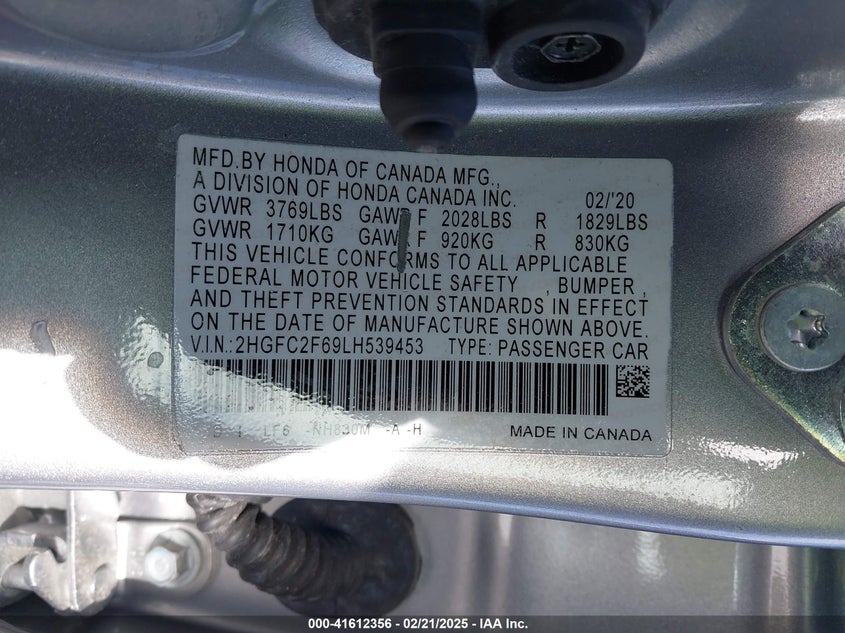 MFD.BY HONDA OF CANADA MFG.,
A DIVISION OF HONDA CANADA INC. 02/'20
GVWR 3769LBS GAWR F 2028LBS R 1829LBS
GVWR 1710KG GAWR F 920KG R 830KG
THIS VEHICLE CONFORMS TO ALL APPLICABLE
FEDERAL MOTOR VEHICLE SAFETY , BUMPER ,
AND THEFT PREVENTION STANDARDS IN EFFECT
ON THE DATE OF MANUFACTURE SHOWN ABOVE.
V.I.N.:2HGFC2F69LH539453 TYPE: PASSENGER CAR
LF6 -NH830M -A -H MADE IN CANADA
000-41612356 - 02/21/2025 - IAA Inc.